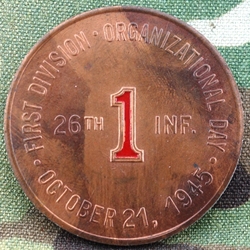 FIRST DIVISION · ORGANIZATIONAL DAY ·
26TH 1 INF.
OCTOBER 21, 1945